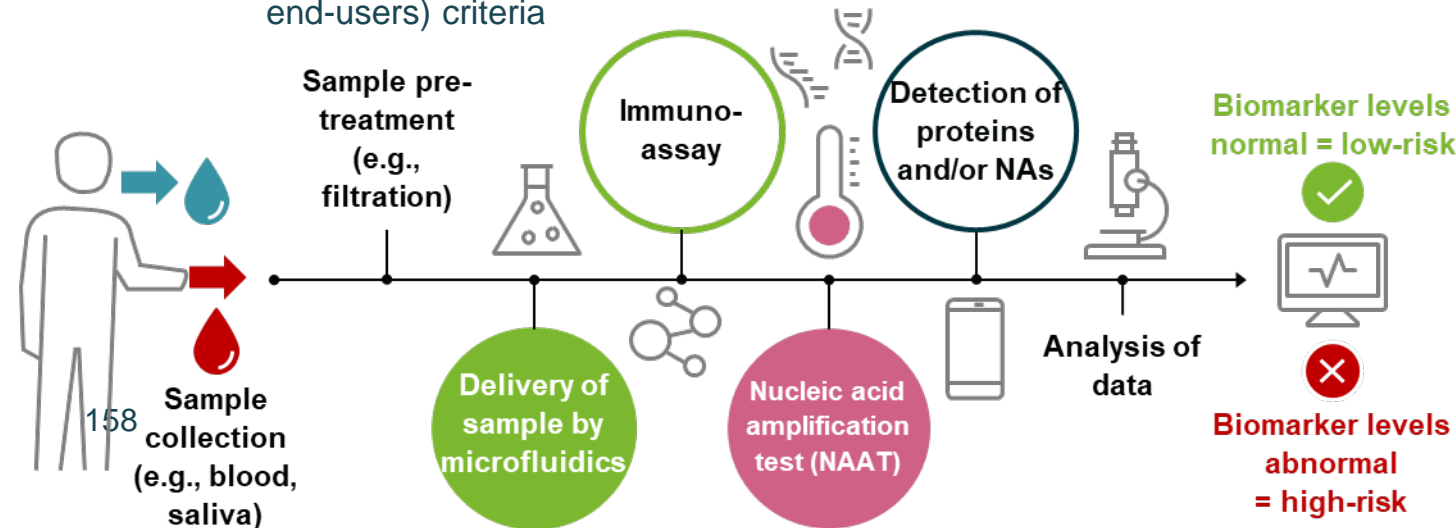 end-users) criteria
Sample pre-
treatment
(e.g.,
filtration)
Immuno-
assay
Detection of
proteins
and/or NAs
Biomarker levels
normal = low-risk
158
Sample
collection
(e.g., blood,
saliva)
Delivery of
sample by
microfluidics
Nucleic acid
amplification
test (NAAT)
Analysis of
data
Biomarker levels
abnormal
= high-risk